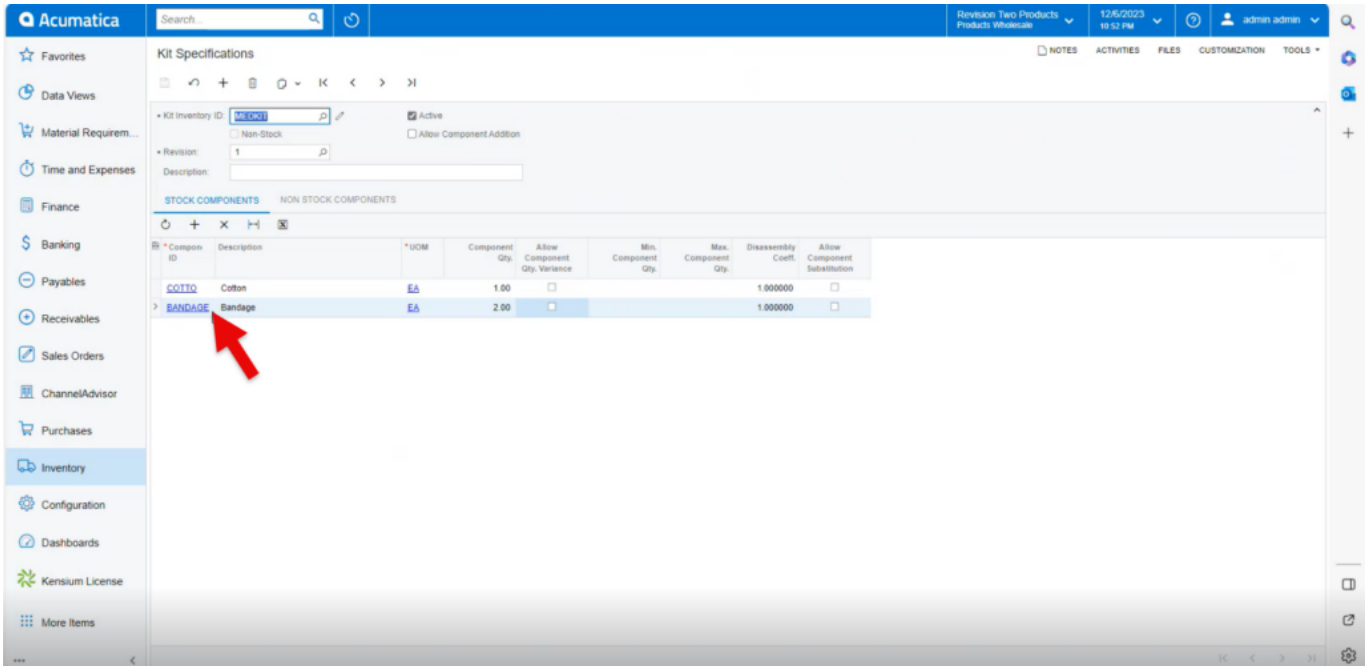 Acumatica
Search...
Revision Two Products
Products Wholesale
12/6/2023
10:52 PM
admin admin
Favorites
Data Views
Material Requirem...
Time and Expenses
Finance
Banking
Payables
Receivables
Sales Orders
ChannelAdvisor
Purchases
Inventory
Configuration
Dashboards
Kensium License
More Items
Kit Specifications
NOTES ACTIVITIES FILES CUSTOMIZATION TOOLS
* Kit Inventory ID: MEDKIT
Active
Non-Stock
Allow Component Addition
* Revision: 1
Description:
STOCK COMPONENTS NON STOCK COMPONENTS
* Compon ID Description * UOM Component Qty. Allow Component Qty. Variance Min. Component Qty. Max. Component Qty. Disassembly Coeff. Allow Component Substitution
COTTO Cotton EA 1.00 1.000000
BANDAGE Bandage EA 2.00 1.000000